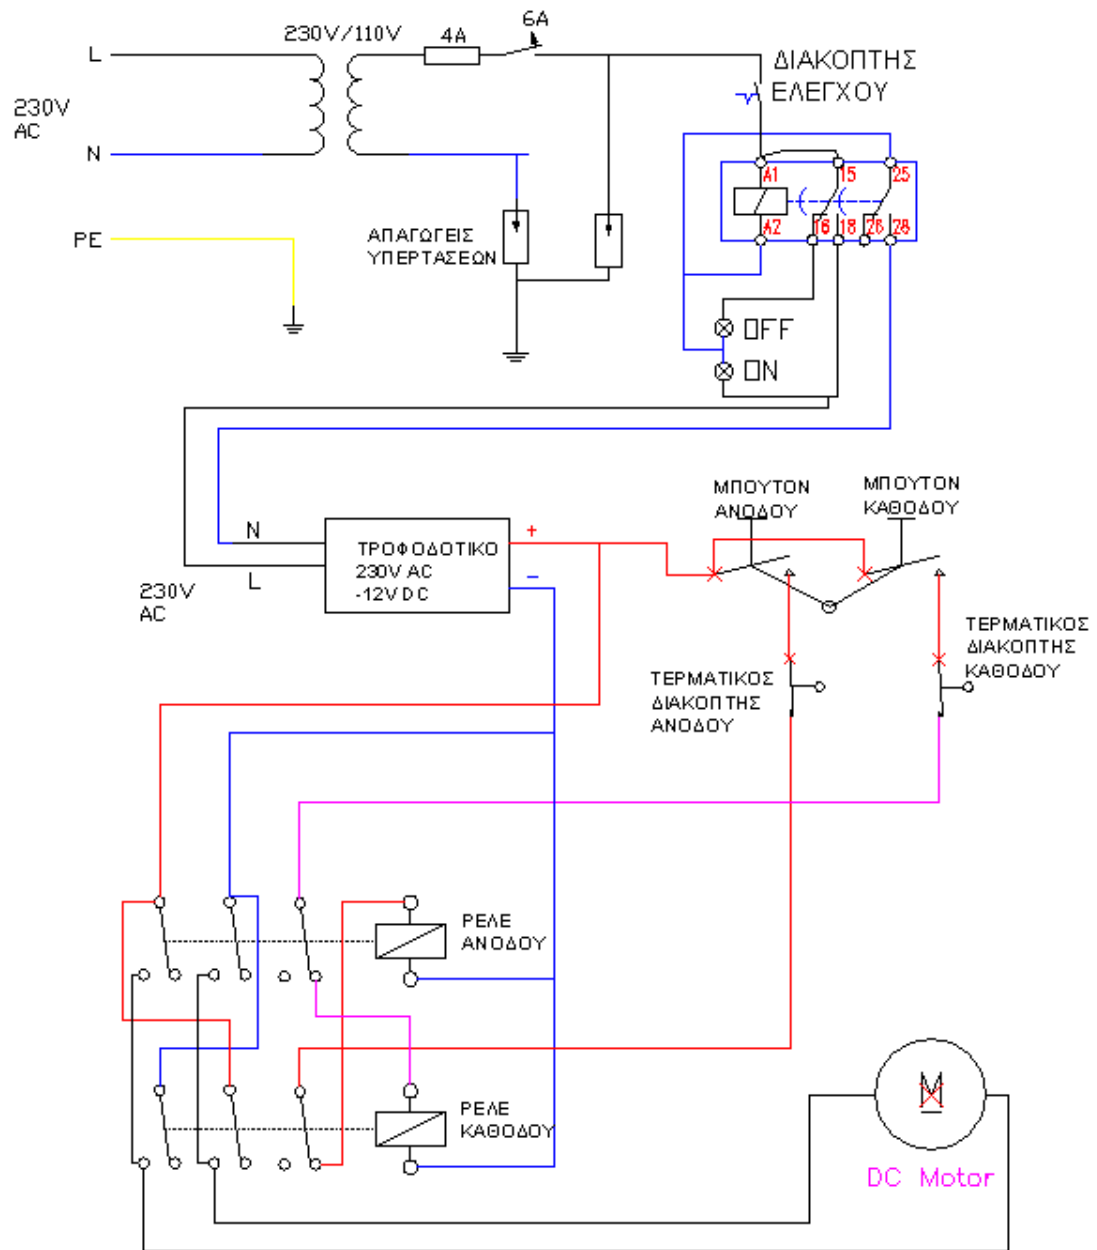 230V/110V
4A
6A
L
ΔΙΑΚΟΠΤΗΣ
ΕΛΕΓΧΟΥ
230V
AC
N
A1
15
25
A2
16
18
26
28
PE
ΑΠΑΓΩΓΕΙΣ
ΥΠΕΡΤΑΣΕΩΝ
OFF
ON
ΜΠΟΥΤΟΝ
ΑΝΟΔΟΥ
ΜΠΟΥΤΟΝ
ΚΑΘΟΔΟΥ
N
+
ΤΡΟΦΟΔΟΤΙΚΟ
230V AC
-12V DC
-
L
230V
AC
ΤΕΡΜΑΤΙΚΟΣ
ΔΙΑΚΟΠΤΗΣ
ΚΑΘΟΔΟΥ
ΤΕΡΜΑΤΙΚΟΣ
ΔΙΑΚΟΠΤΗΣ
ΑΝΟΔΟΥ
ΡΕΛΕ
ΑΝΟΔΟΥ
ΡΕΛΕ
ΚΑΘΟΔΟΥ
M
DC Motor